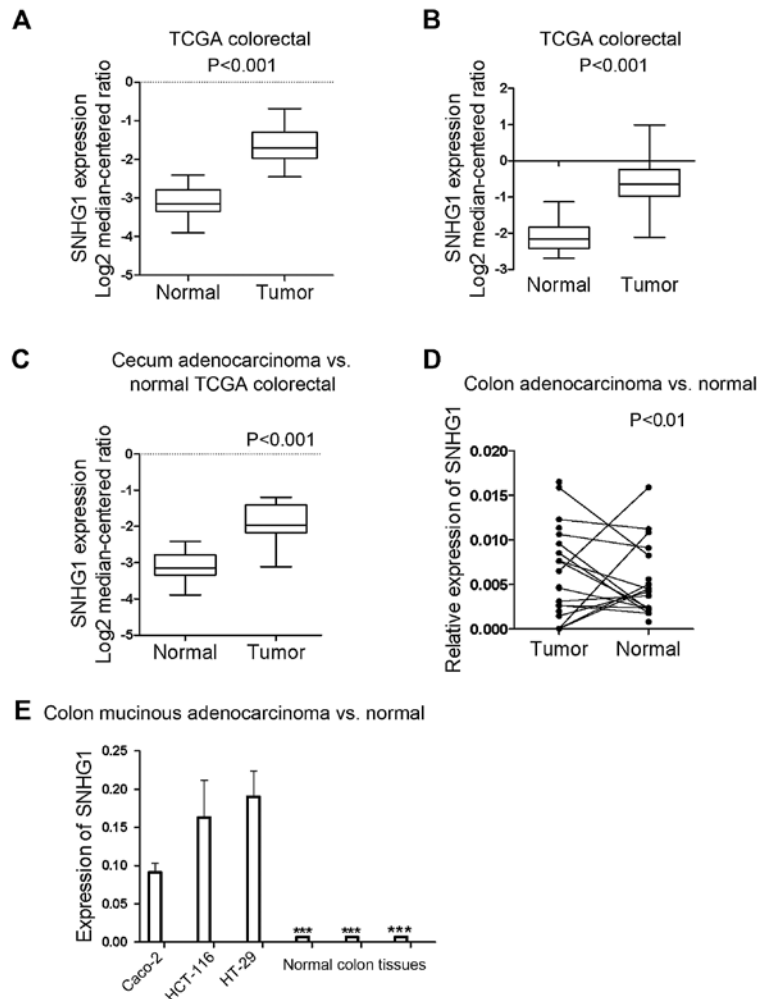 A
TCGA colorectal
P<0.001
SNHG1 expression
Log2 median-centered ratio
0
-1
-2
-3
-4
-5
Normal Tumor
B
TCGA colorectal
P<0.001
SNHG1 expression
Log2 median-centered ratio
2
1
0
-1
-2
-3
Normal Tumor
C
Cecum adenocarcinoma vs.
normal TCGA colorectal
P<0.001
SNHG1 expression
Log2 median-centered ratio
0
-1
-2
-3
-4
-5
Normal Tumor
D
Colon adenocarcinoma vs. normal
P<0.01
Relative expression of SNHG1
0.020
0.015
0.010
0.005
0.000
Tumor Normal
E Colon mucinous adenocarcinoma vs. normal
Expression of SNHG1
0.25
0.20
0.15
0.10
0.05
0.00
*** *** ***
Caco-2 HCT-116 HT-29 Normal colon tissues